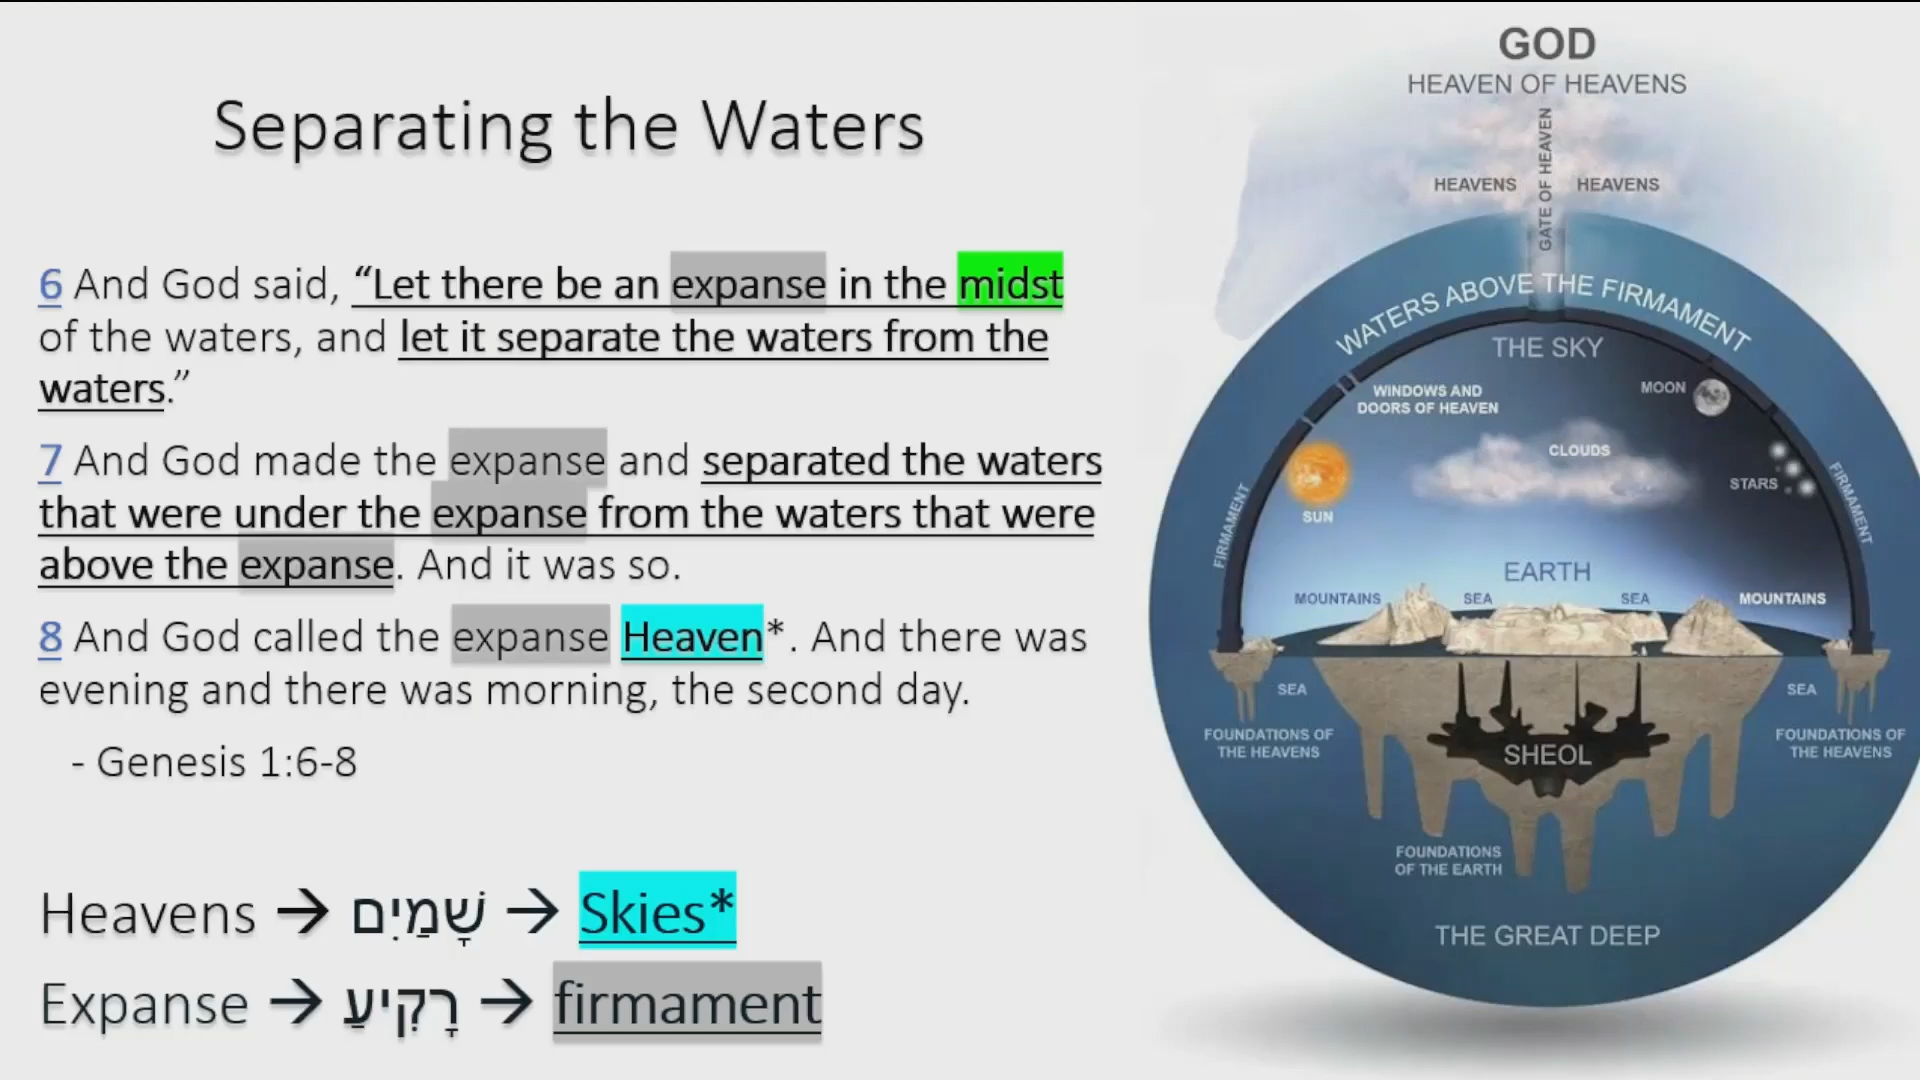 Separating the Waters
6 And God said, “Let there be an expanse in the midst
of the waters, and let it separate the waters from the
waters.”
7 And God made the expanse and separated the waters
that were under the expanse from the waters that were
above the expanse. And it was so.
8 And God called the expanse Heaven*. And there was
evening and there was morning, the second day.
- Genesis 1:6-8
Heavens → שָׁמַיִם → Skies*
Expanse → רָקִיעַ → firmament
GOD
HEAVEN OF HEAVENS
GATE OF HEAVEN
HEAVENS
HEAVENS
WATERS ABOVE THE FIRMAMENT
THE SKY
WINDOWS AND
DOORS OF HEAVEN
MOON
CLOUDS
STARS
SUN
FIRMAMENT
FIRMAMENT
EARTH
MOUNTAINS
SEA
SEA
MOUNTAINS
SEA
SEA
FOUNDATIONS OF
THE HEAVENS
FOUNDATIONS OF
THE HEAVENS
SHEOL
FOUNDATIONS
OF THE EARTH
THE GREAT DEEP